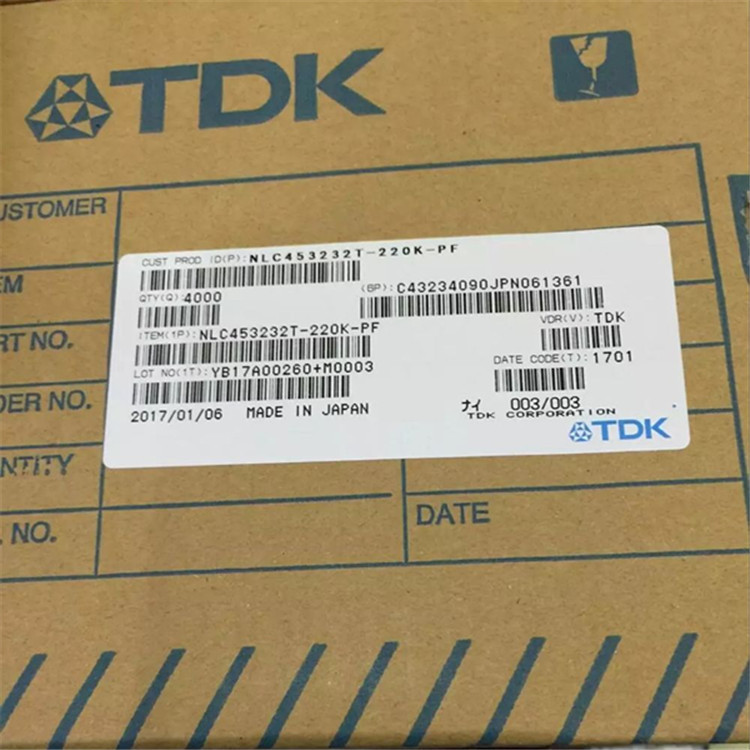 TDK
CUSTOMER
CUST PROD ID(P):NLC453232T-220K-PF
QTY(Q):4000
(6P):C43234090JPN061361
ITEM(1P):NLC453232T-220K-PF
VDR(V):TDK
LOT NO(1T):YB17A00260+M0003
DATE CODE(T):1701
2017/01/06 MADE IN JAPAN
ナイ 003/003
TDK CORPORATION
TDK
EM
RT NO.
DER NO.
NTITY
. NO.
DATE